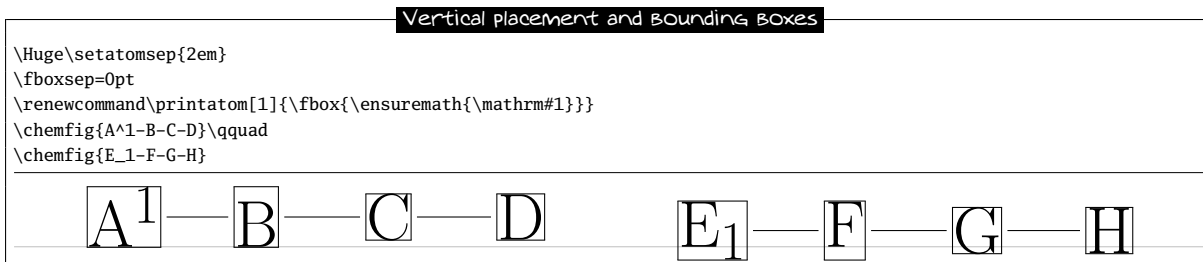 Vertical placement and Bounding Boxes
\Huge\setatomsep{2em}
\fboxsep=0pt
\renewcommand\printatom[1]{\fbox{\ensuremath{\mathrm#1}}}
\chemfig{A^1-B-C-D}\qquad
\chemfig{E_1-F-G-H}
A¹ B C D E₁ F G H